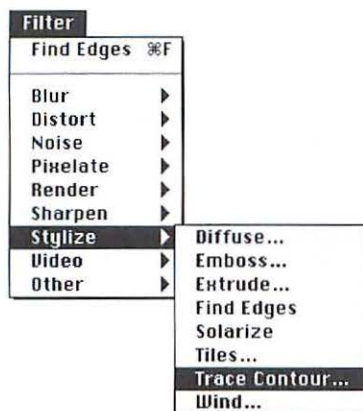 Filter
Find Edges ⌘F
Blur
Distort
Noise
Pixelate
Render
Sharpen
Stylize
Video
Other
Diffuse...
Emboss...
Extrude...
Find Edges
Solarize
Tiles...
Trace Contour...
Wind...